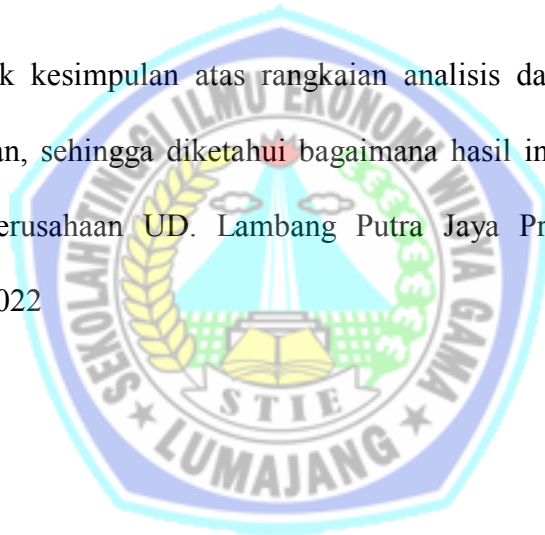 k kesimpulan atas rangkaian analisis da
an, sehingga diketahui bagaimana hasil in
erusahaan UD. Lambang Putra Jaya Pr
022
SEKOLAH TINGGI ILMU EKONOMI WIDYA GAMA
STIE
LUMAJANG